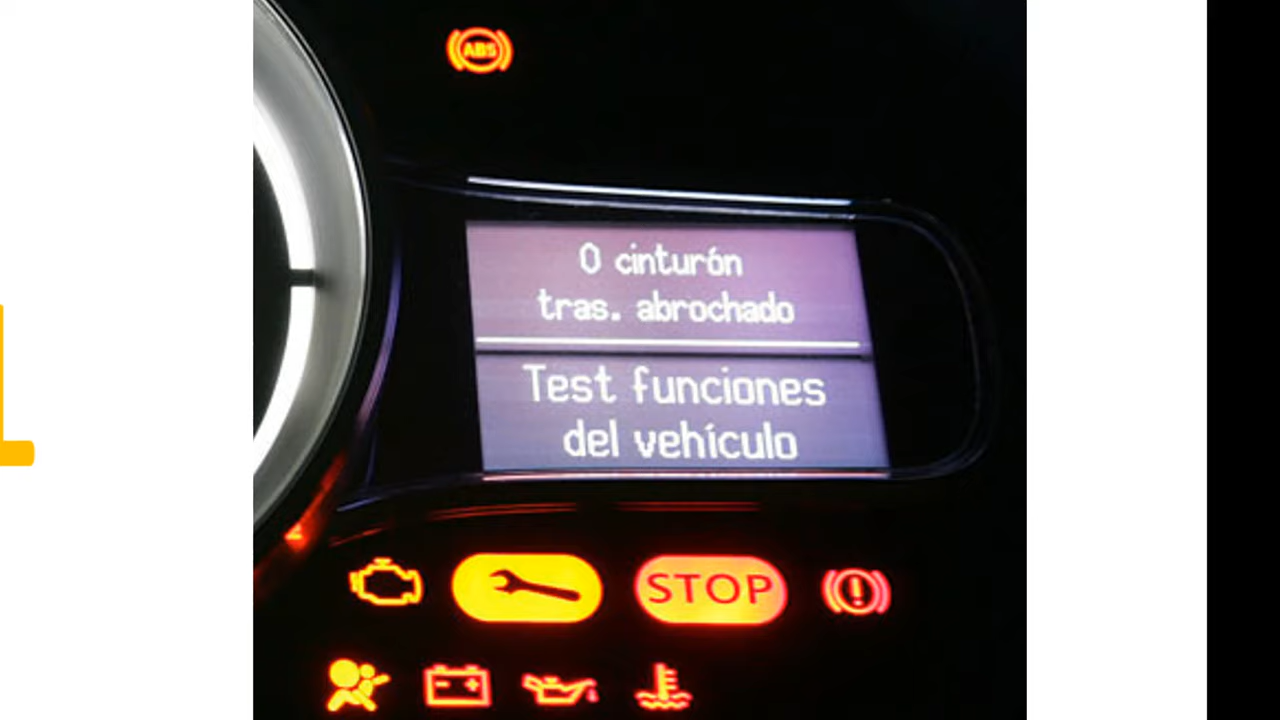 ABS
0 cinturón
tras. abrochado
Test funciones
del vehículo
STOP